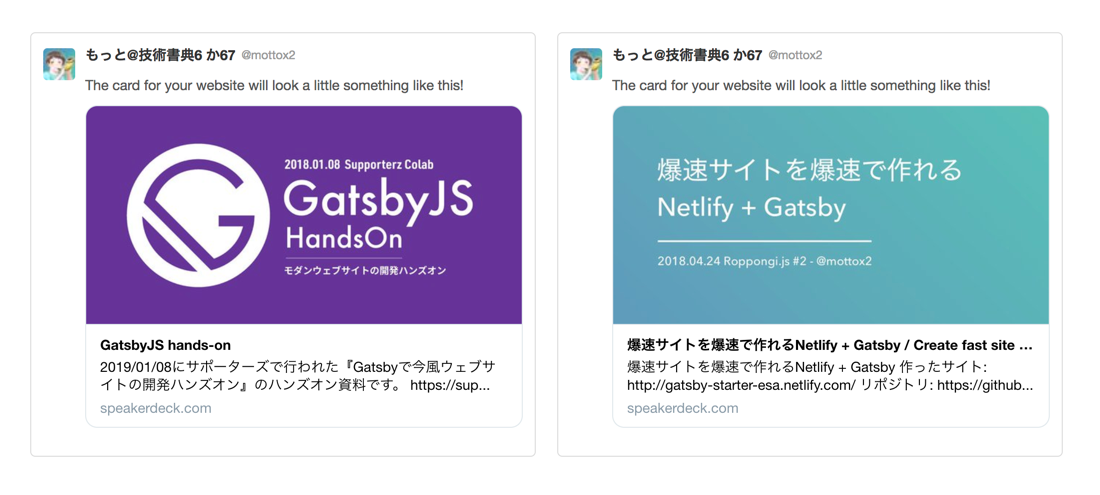 もっと@技術書典6 か67 @mottox2
The card for your website will look a little something like this!
2018.01.08 Supporterz Colab
GatsbyJS
HandsOn
モダンウェブサイトの開発ハンズオン
GatsbyJS hands-on
2019/01/08にサポーターズで行われた『Gatsbyで今風ウェブサ
イトの開発ハンズオン』のハンズオン資料です。 https://sup...
speakerdeck.com
もっと@技術書典6 か67 @mottox2
The card for your website will look a little something like this!
爆速サイトを爆速で作れる
Netlify + Gatsby
2018.04.24 Roppongi.js #2 - @mottox2
爆速サイトを爆速で作れるNetlify + Gatsby / Create fast site ...
爆速サイトを爆速で作れるNetlify + Gatsby 作ったサイト:
http://gatsby-starter-esa.netlify.com/ リポジトリ: https://github...
speakerdeck.com